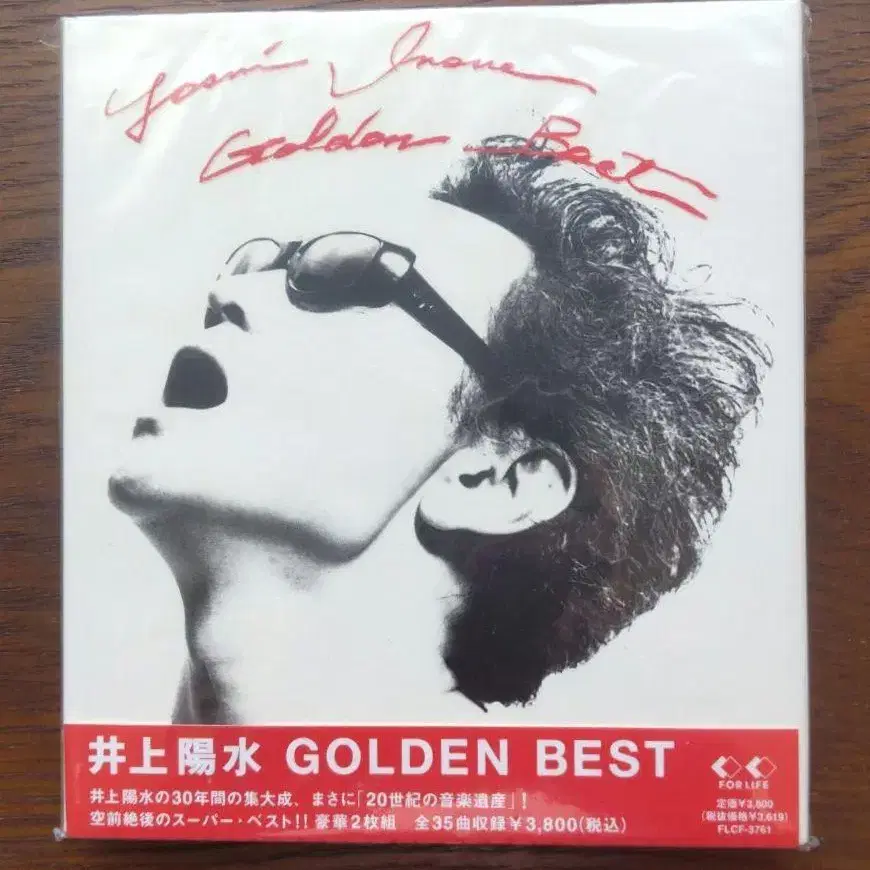 Yosui Inoue
Golden Best
井上陽水 GOLDEN BEST
井上陽水の30年間の集大成、まさに「20世紀の音楽遺産」!
空前絶後のスーパー・ベスト!! 豪華2枚組 全35曲収録¥3,800(税込)
FOR LIFE
定価¥3,800
(税抜価格¥3,619)
FLCF-3761